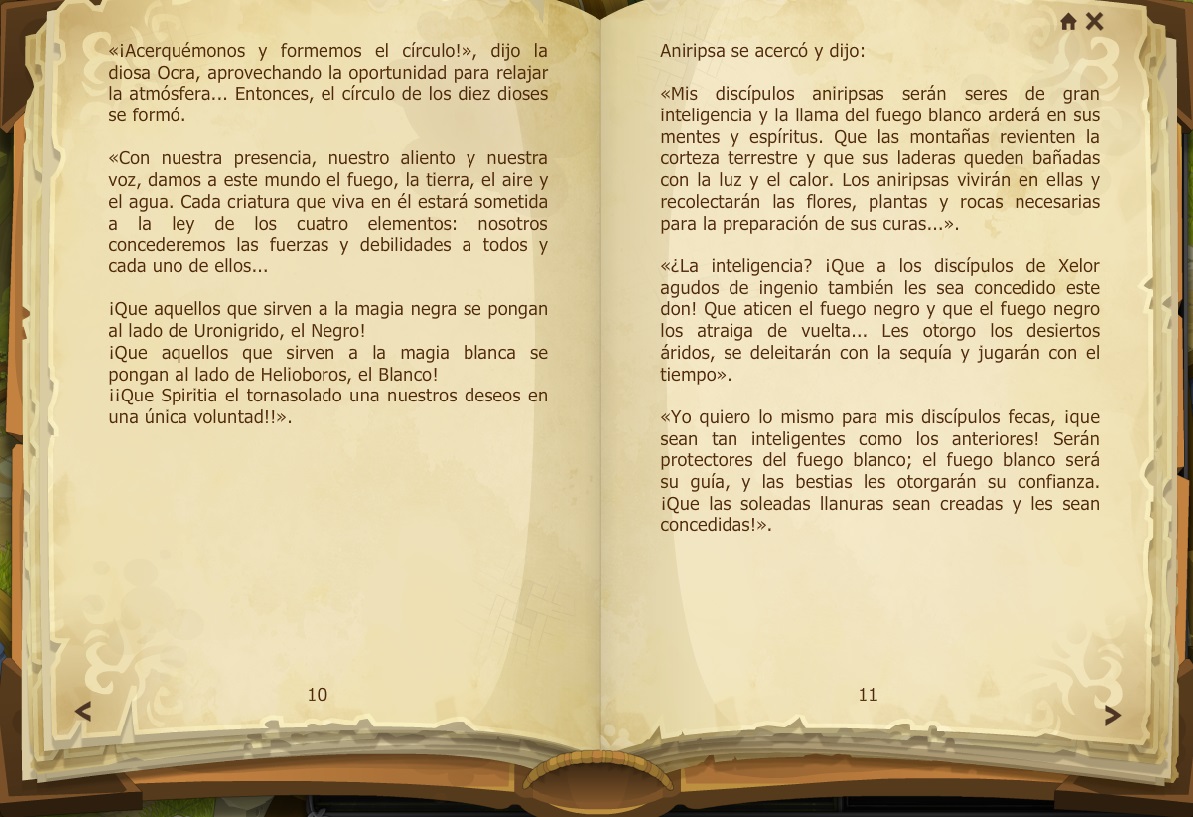 «¡Acerquémonos y formemos el círculo!», dijo la
diosa Ocra, aprovechando la oportunidad para relajar
la atmósfera... Entonces, el círculo de los diez dioses
se formó.
«Con nuestra presencia, nuestro aliento y nuestra
voz, damos a este mundo el fuego, la tierra, el aire y
el agua. Cada criatura que viva en él estará sometida
a la ley de los cuatro elementos: nosotros
concederemos las fuerzas y debilidades a todos y
cada uno de ellos...
¡Que aquellos que sirven a la magia negra se pongan
al lado de Uronigrido, el Negro!
¡Que aquellos que sirven a la magia blanca se
pongan al lado de Helioboros, el Blanco!
¡¡Que Spiritia el tornasolado una nuestros deseos en
una única voluntad!!».
10
Aniripsa se acercó y dijo:
«Mis discípulos aniripsas serán seres de gran
inteligencia y la llama del fuego blanco arderá en sus
mentes y espíritus. Que las montañas revienten la
corteza terrestre y que sus laderas queden bañadas
con la luz y el calor. Los aniripsas vivirán en ellas y
recolectarán las flores, plantas y rocas necesarias
para la preparación de sus curas...».
«¿La inteligencia? ¡Que a los discípulos de Xelor
agudos de ingenio también les sea concedido este
don! Que aticen el fuego negro y que el fuego negro
los atraiga de vuelta... Les otorgo los desiertos
áridos, se deleitarán con la sequía y jugarán con el
tiempo».
«Yo quiero lo mismo para mis discípulos fecas, ¡que
sean tan inteligentes como los anteriores! Serán
protectores del fuego blanco; el fuego blanco será
su guía, y las bestias les otorgarán su confianza.
¡Que las soleadas llanuras sean creadas y les sean
concedidas!».
11